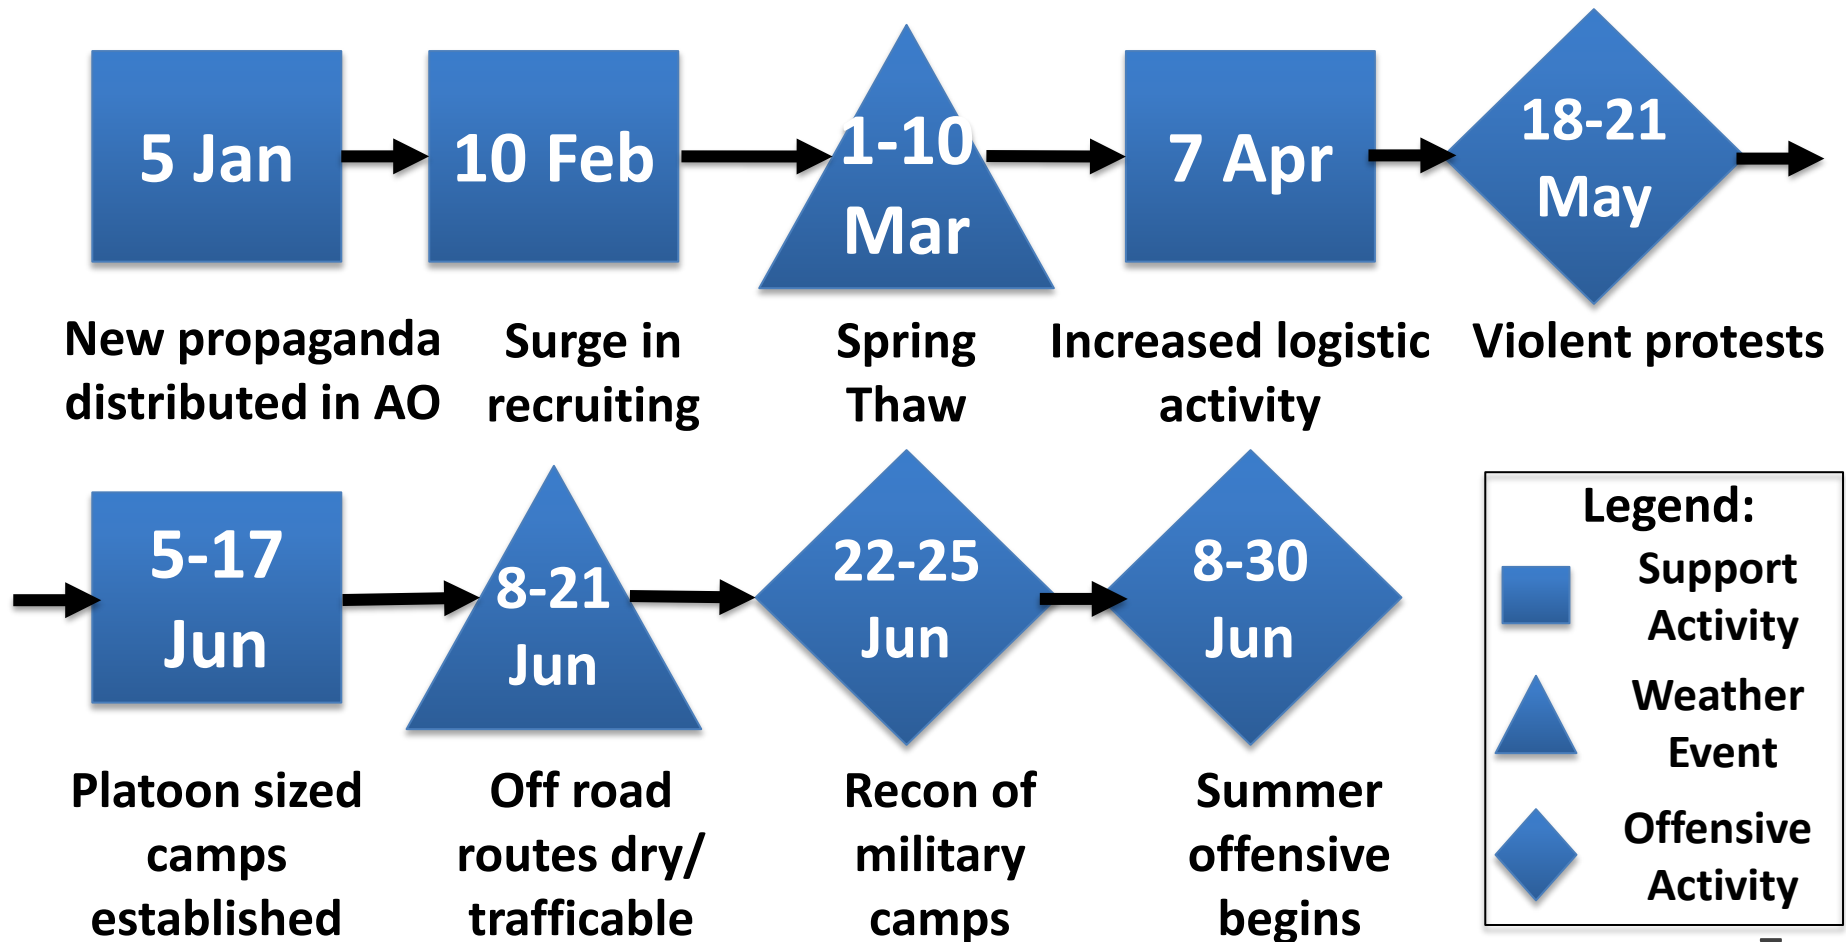 5 Jan
10 Feb
1-10
Mar
7 Apr
18-21
May
New propaganda
distributed in AO
Surge in
recruiting
Spring
Thaw
Increased logistic
activity
Violent protests
5-17
Jun
8-21
Jun
22-25
Jun
8-30
Jun
Platoon sized
camps
established
Off road
routes dry/
trafficable
Recon of
military
camps
Summer
offensive
begins
Legend:
Support
Activity
Weather
Event
Offensive
Activity